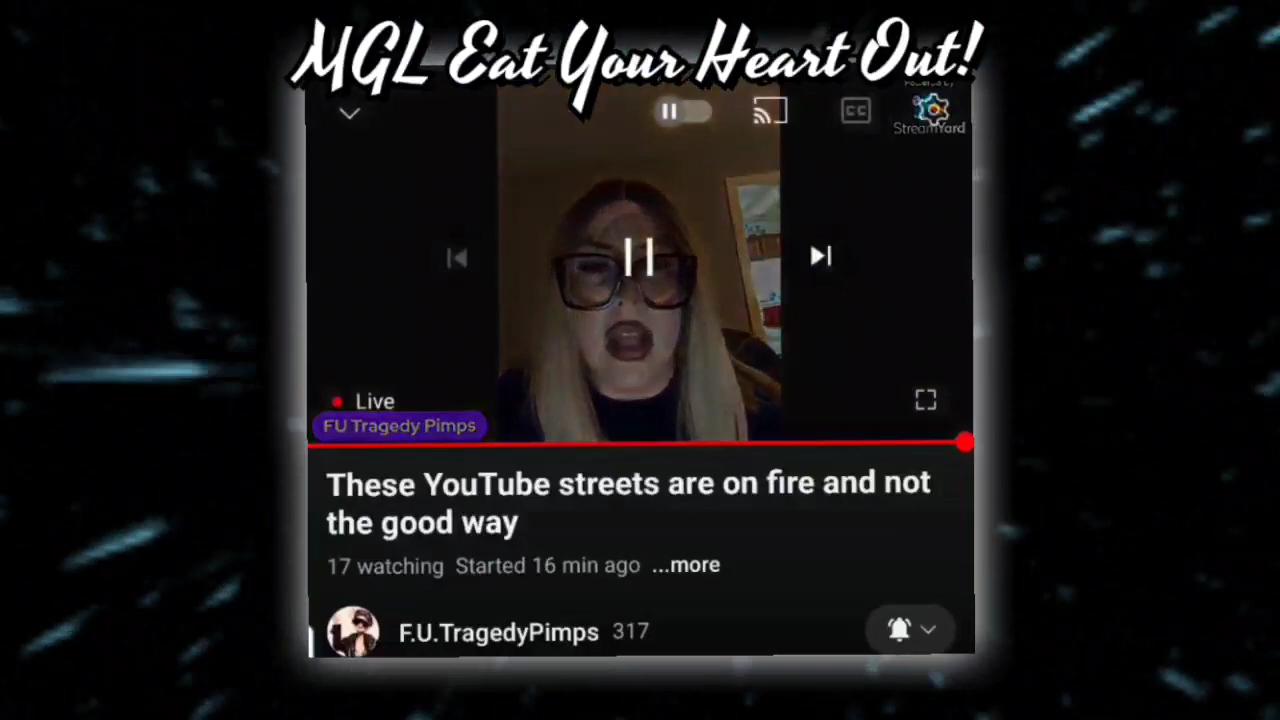 MGL Eat Your Heart Out!
CC
StreamYard
Live
FU Tragedy Pimps
These YouTube streets are on fire and not
the good way
17 watching Started 16 min ago ...more
F.U.TragedyPimps 317